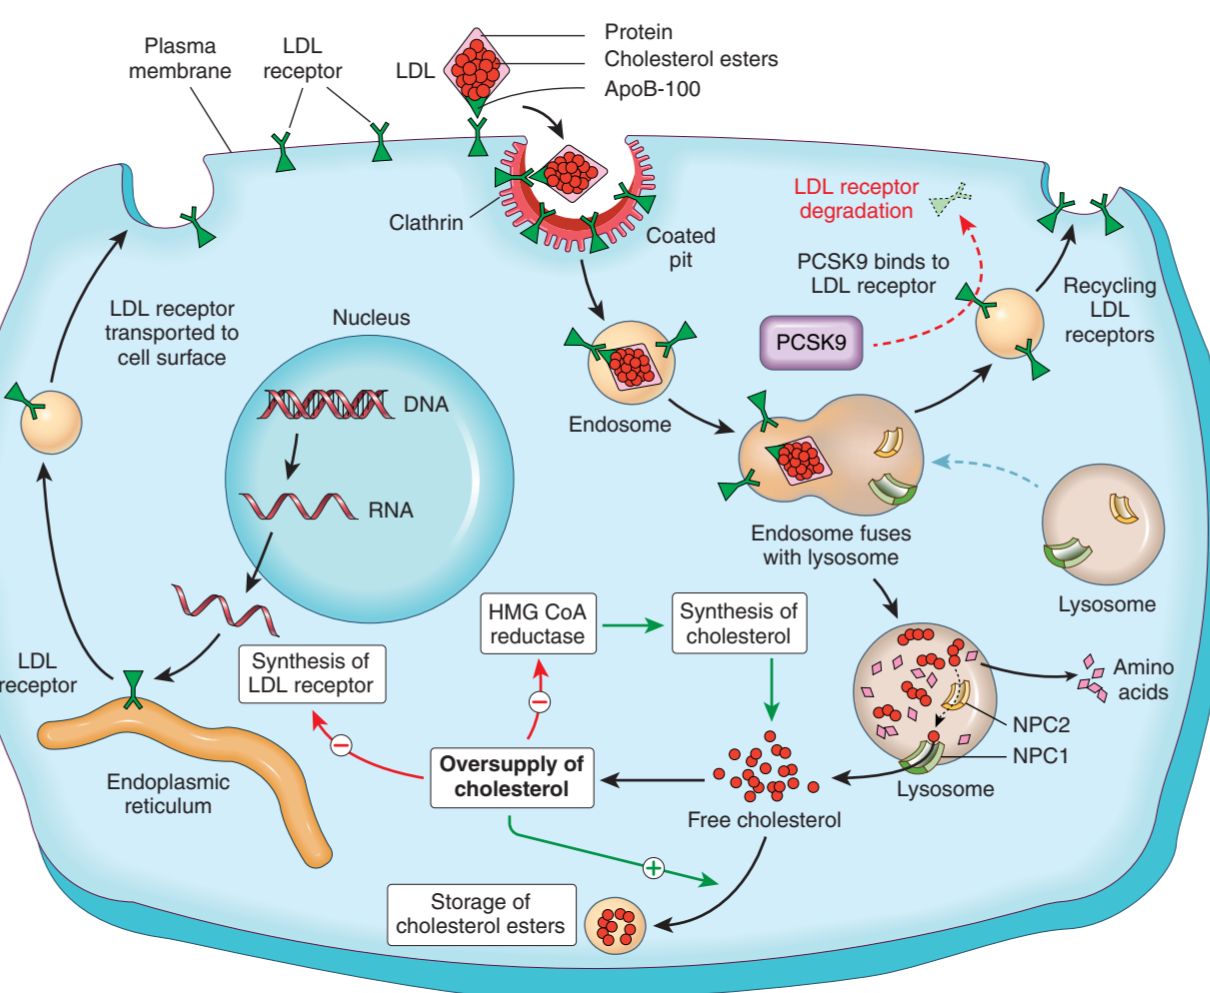 Plasma
membrane
LDL
receptor
LDL
Protein
Cholesterol esters
ApoB-100
Clathrin
Coated
pit
LDL receptor
degradation
PCSK9 binds to
LDL receptor
PCSK9
Recycling
LDL
receptors
LDL receptor
transported to
cell surface
Nucleus
DNA
RNA
Endosome
Endosome fuses
with lysosome
Lysosome
HMG CoA
reductase
Synthesis of
cholesterol
Synthesis of
LDL receptor
LDL
receptor
Amino
acids
NPC2
NPC1
Lysosome
Oversupply of
cholesterol
Free cholesterol
Endoplasmic
reticulum
Storage of
cholesterol esters